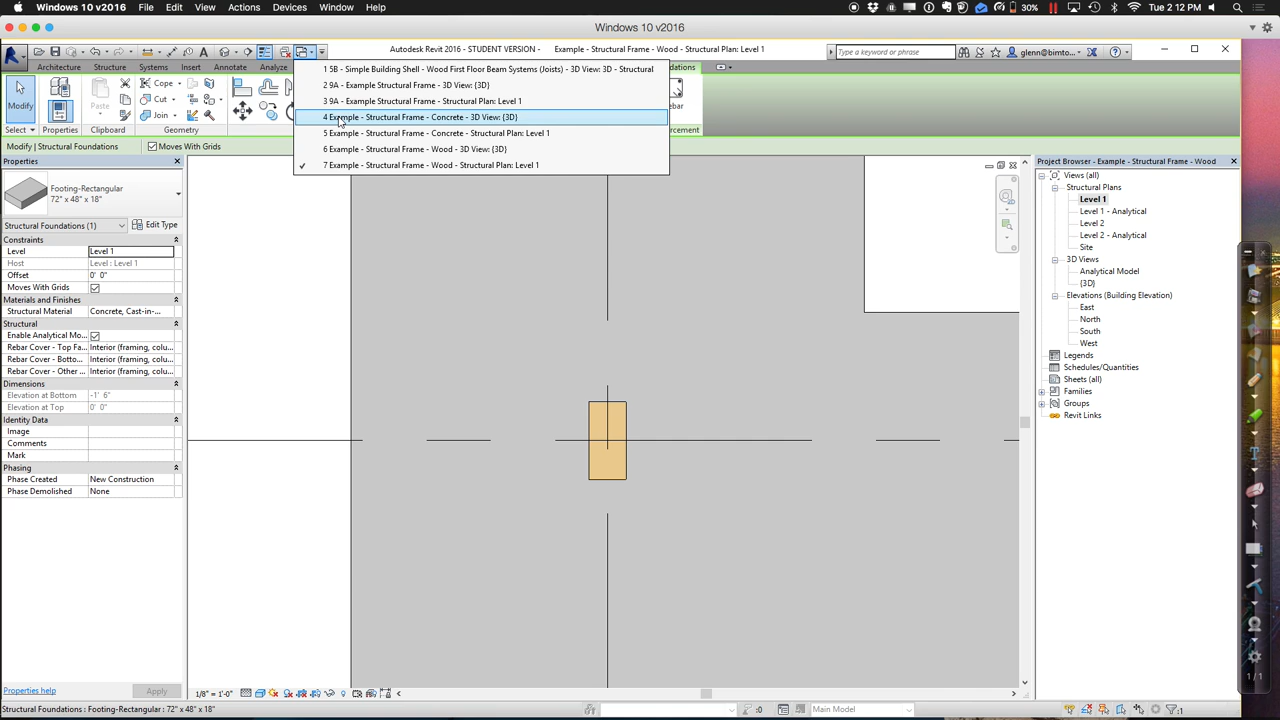 Windows 10 v2016 File Edit View Actions Devices Window Help 30% Tue 2:12 PM
Windows 10 v2016
Autodesk Revit 2016 - STUDENT VERSION - Example - Structural Frame - Wood - Structural Plan: Level 1
Type a keyword or phrase
glenn@bimto...
Architecture Structure Systems Insert Annotate Analyze
1 5B - Simple Building Shell - Wood First Floor Beam Systems (Joists) - 3D View: 3D - Structural
2 9A - Example Structural Frame - 3D View: {3D}
3 9A - Example Structural Frame - Structural Plan: Level 1
4 Example - Structural Frame - Concrete - 3D View: {3D}
5 Example - Structural Frame - Concrete - Structural Plan: Level 1
6 Example - Structural Frame - Wood - 3D View: {3D}
7 Example - Structural Frame - Wood - Structural Plan: Level 1
Modify
Paste
Cope
Cut
Join
Select Properties Clipboard Geometry
Modify | Structural Foundations
Moves With Grids
Properties
Footing-Rectangular
72" x 48" x 18"
Structural Foundations (1)
Edit Type
Constraints
Level Level 1
Host Level : Level 1
Offset 0' 0"
Moves With Grids
Materials and Finishes
Structural Material Concrete, Cast-in-...
Structural
Enable Analytical Mo...
Rebar Cover - Top Fa... Interior (framing, colu...
Rebar Cover - Botto... Interior (framing, colu...
Rebar Cover - Other ... Interior (framing, colu...
Dimensions
Elevation at Bottom -1' 6"
Elevation at Top 0' 0"
Identity Data
Image
Comments
Mark
Phasing
Phase Created New Construction
Phase Demolished None
Properties help
Apply
Project Browser - Example - Structural Frame - Wood
Views (all)
Structural Plans
Level 1
Level 1 - Analytical
Level 2
Level 2 - Analytical
Site
3D Views
Analytical Model
{3D}
Elevations (Building Elevation)
East
North
South
West
Legends
Schedules/Quantities
Sheets (all)
Families
Groups
Revit Links
1/8" = 1'-0"
Structural Foundations : Footing-Rectangular : 72" x 48" x 18"
:0
Main Model
:1
1 / 1